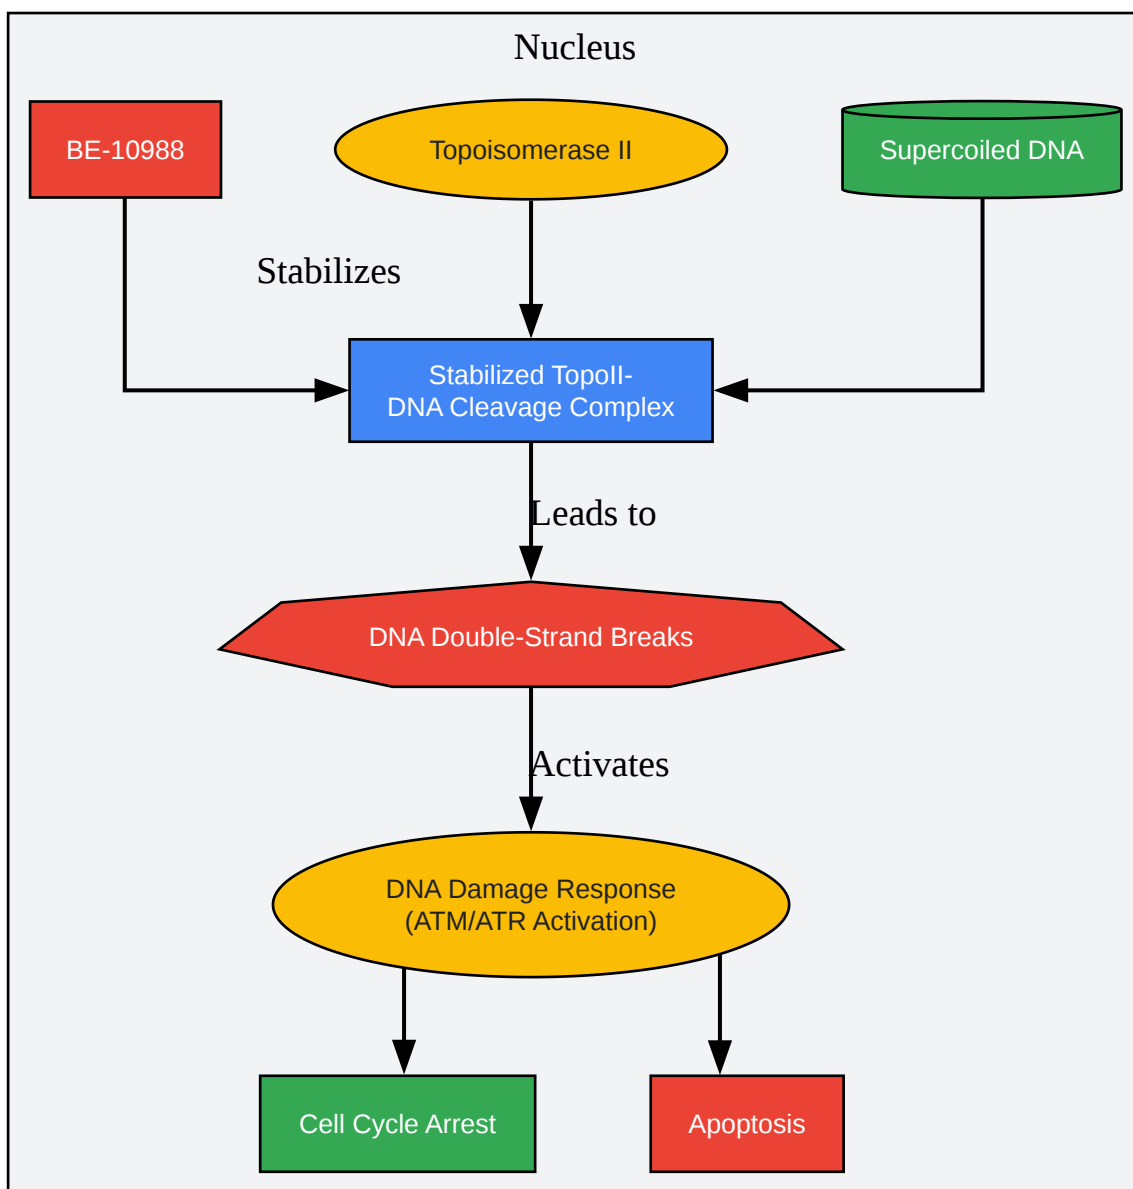 Nucleus
BE-10988
Topoisomerase II
Supercoiled DNA
Stabilizes
Stabilized TopoII-
DNA Cleavage Complex
Leads to
DNA Double-Strand Breaks
Activates
DNA Damage Response
(ATM/ATR Activation)
Cell Cycle Arrest
Apoptosis